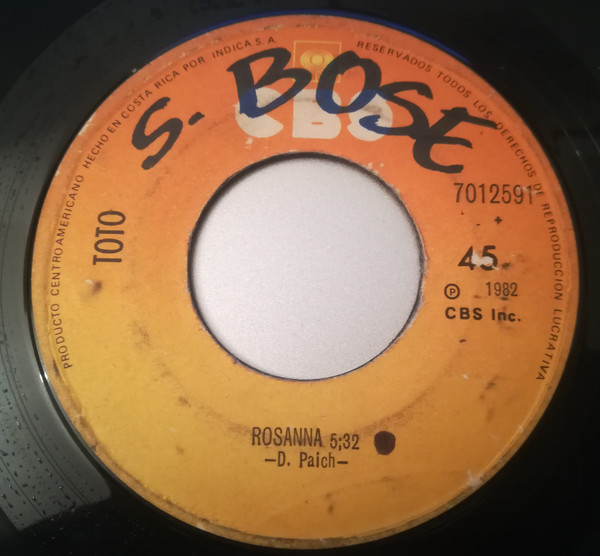 PRODUCTO CENTROAMERICANO HECHO EN COSTA RICA POR INDICA S.A.
RESERVADOS TODOS LOS DERECHOS DE REPRODUCCION LUCRATIVA
S. BOSE
CBS
TOTO
7012591
45
℗ 1982
CBS Inc.
ROSANNA 5;32
—D. Paich—